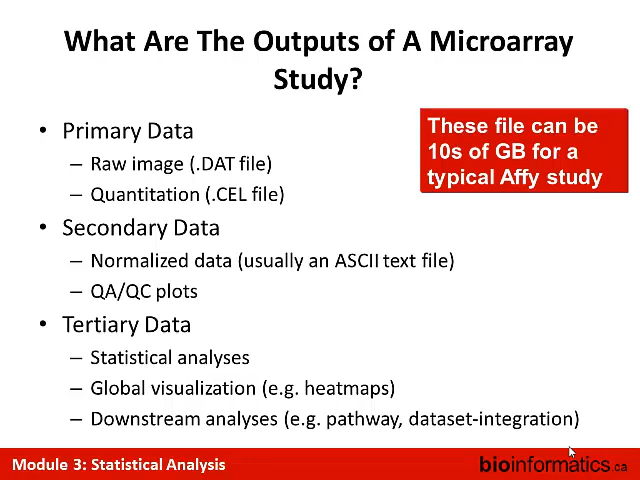 What Are The Outputs of A Microarray
Study?
• Primary Data
– Raw image (.DAT file)
– Quantitation (.CEL file)
These file can be
10s of GB for a
typical Affy study
• Secondary Data
– Normalized data (usually an ASCII text file)
– QA/QC plots
• Tertiary Data
– Statistical analyses
– Global visualization (e.g. heatmaps)
– Downstream analyses (e.g. pathway, dataset-integration)
Module 3: Statistical Analysis
bioinformatics.ca